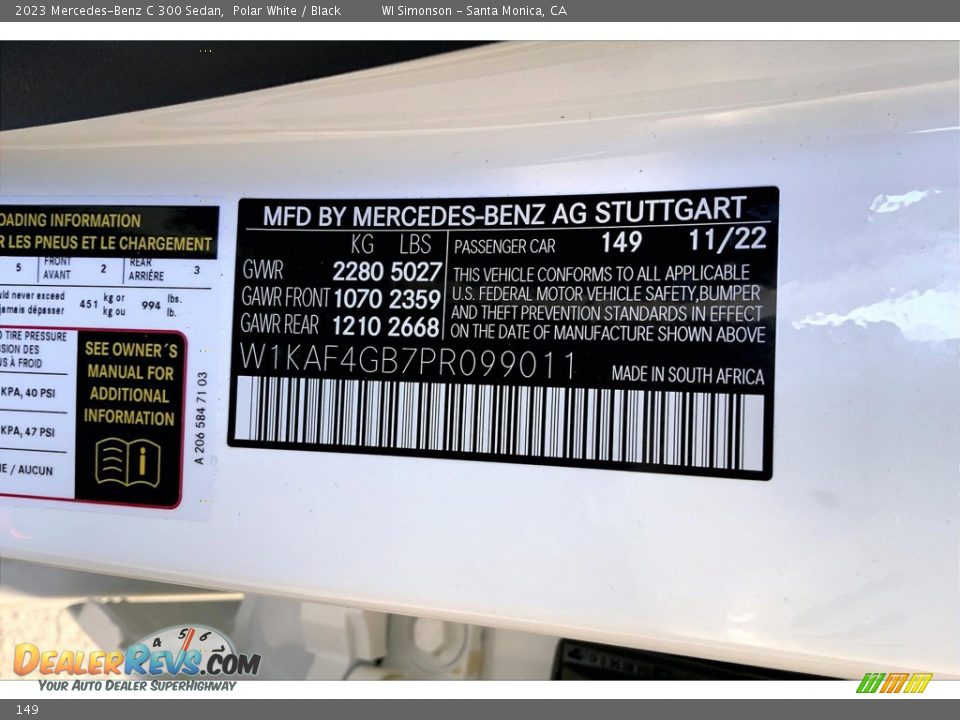 2023 Mercedes-Benz C 300 Sedan, Polar White / Black WI Simonson - Santa Monica, CA
OADING INFORMATION
R LES PNEUS ET LE CHARGEMENT
5 FRONT AVANT 2 REAR ARRIÈRE 3
uld never exceed
jamais dépasser 451 kg or kg ou 994 lbs. lb.
D TIRE PRESSURE
SION DES
US À FROID
KPA, 40 PSI
KPA, 47 PSI
NE / AUCUN
SEE OWNER´S
MANUAL FOR
ADDITIONAL
INFORMATION
i
A 206 584 71 03
MFD BY MERCEDES-BENZ AG STUTTGART
KG LBS
GVWR 2280 5027
GAWR FRONT 1070 2359
GAWR REAR 1210 2668
PASSENGER CAR 149 11/22
THIS VEHICLE CONFORMS TO ALL APPLICABLE
U.S. FEDERAL MOTOR VEHICLE SAFETY,BUMPER
AND THEFT PREVENTION STANDARDS IN EFFECT
ON THE DATE OF MANUFACTURE SHOWN ABOVE
W1KAF4GB7PR099011
MADE IN SOUTH AFRICA
4 5 6
DEALERREVS.COM
YOUR AUTO DEALER SUPERHIGHWAY
149